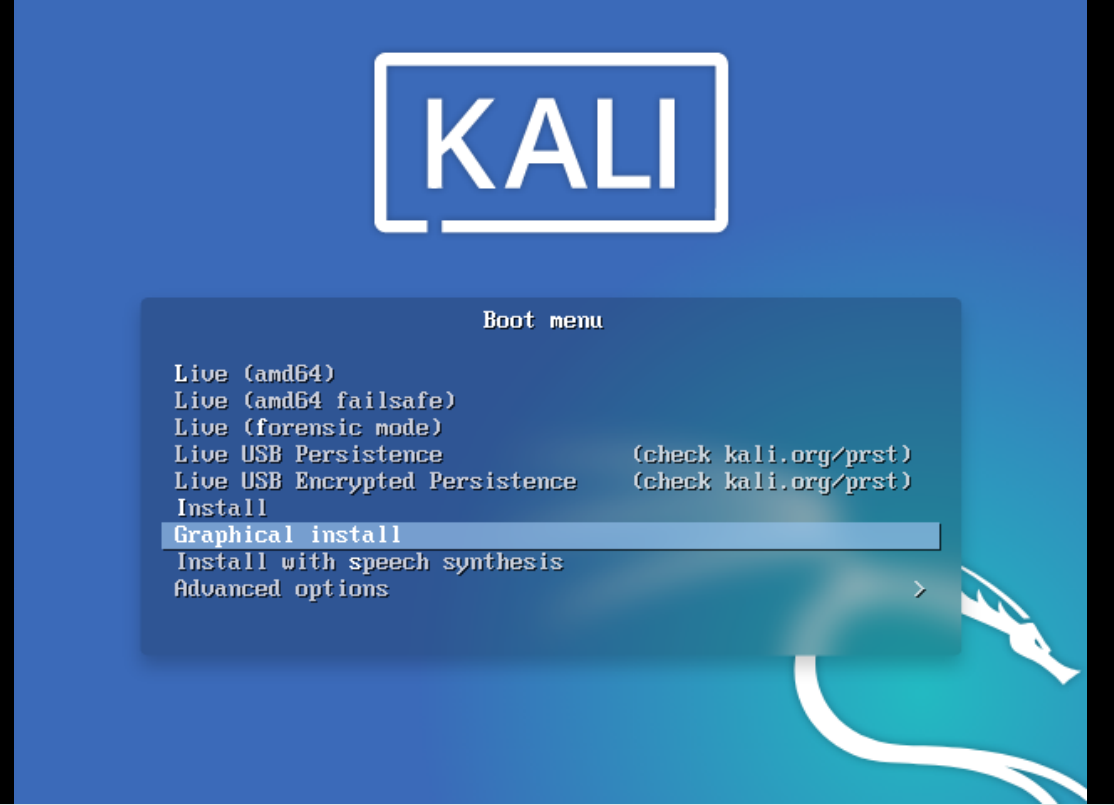 KALI
Boot menu
Live (amd64)
Live (amd64 failsafe)
Live (forensic mode)
Live USB Persistence (check kali.org/prst)
Live USB Encrypted Persistence (check kali.org/prst)
Install
Graphical install
Install with speech synthesis
Advanced options >